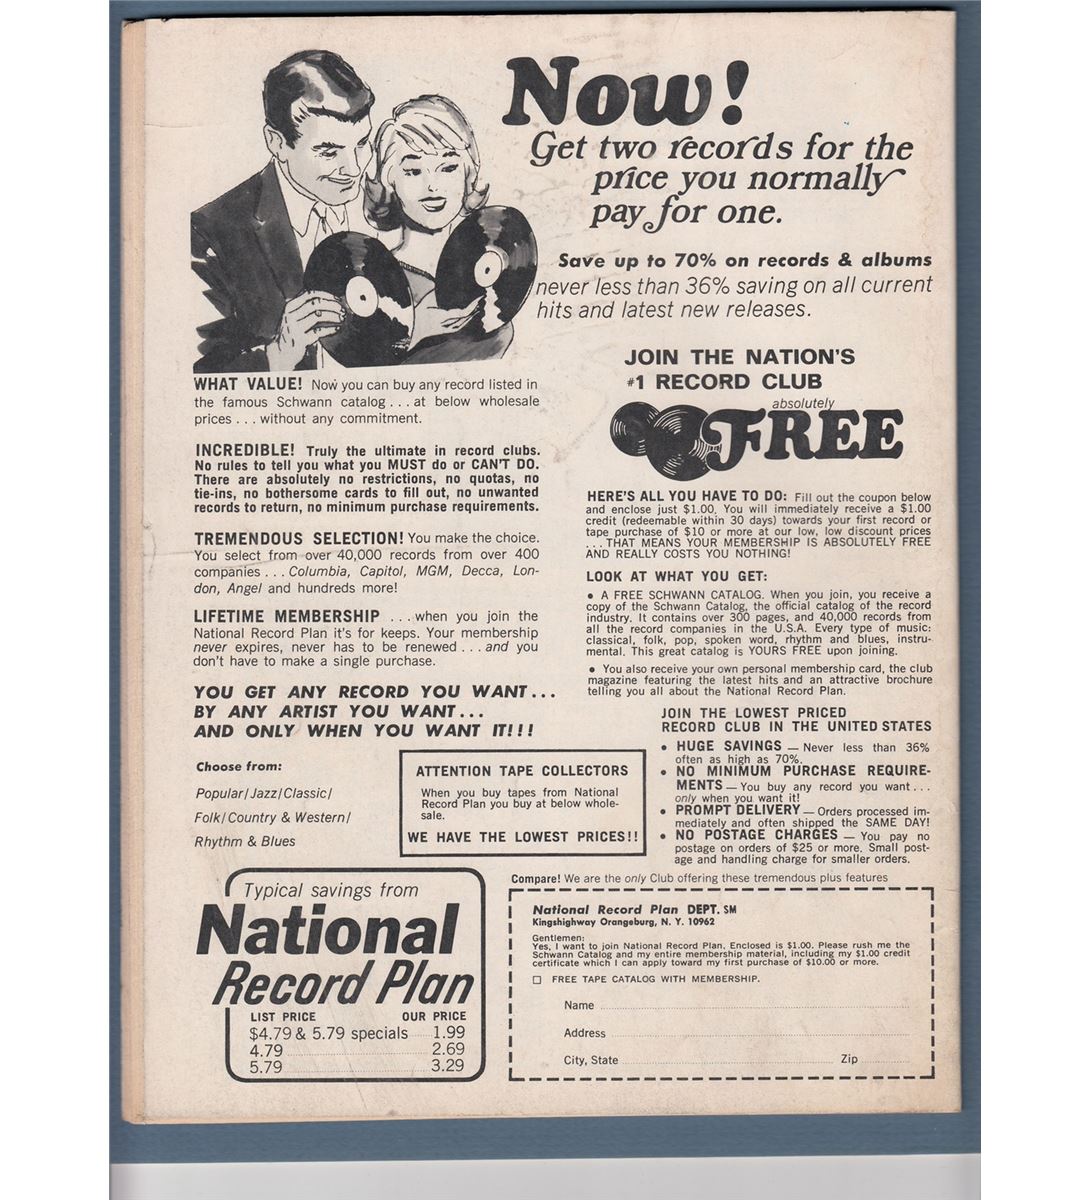 Now!
Get two records for the
price you normally
pay for one.
Save up to 70% on records & albums
never less than 36% saving on all current
hits and latest new releases.
JOIN THE NATION'S
#1 RECORD CLUB
absolutely
FREE
WHAT VALUE! Now you can buy any record listed in
the famous Schwann catalog . . . at below wholesale
prices . . . without any commitment.
INCREDIBLE! Truly the ultimate in record clubs.
No rules to tell you what you MUST do or CAN'T DO.
There are absolutely no restrictions, no quotas, no
tie-ins, no bothersome cards to fill out, no unwanted
records to return, no minimum purchase requirements.
TREMENDOUS SELECTION! You make the choice.
You select from over 40,000 records from over 400
companies . . . Columbia, Capitol, MGM, Decca, Lon-
don, Angel and hundreds more!
LIFETIME MEMBERSHIP . . . when you join the
National Record Plan it's for keeps. Your membership
never expires, never has to be renewed . . . and you
don't have to make a single purchase.
YOU GET ANY RECORD YOU WANT . . .
BY ANY ARTIST YOU WANT . . .
AND ONLY WHEN YOU WANT IT!!!
Choose from:
Popular/Jazz/Classic/
Folk/Country & Western/
Rhythm & Blues
ATTENTION TAPE COLLECTORS
When you buy tapes from National
Record Plan you buy at below whole-
sale.
WE HAVE THE LOWEST PRICES!!
Typical savings from
National
Record Plan
LIST PRICE OUR PRICE
$4.79 & 5.79 specials 1.99
4.79 2.69
5.79 3.29
HERE'S ALL YOU HAVE TO DO: Fill out the coupon below
and enclose just $1.00. You will immediately receive a $1.00
credit (redeemable within 30 days) towards your first record or
tape purchase of $10 or more at our low, low discount prices
. . . THAT MEANS YOUR MEMBERSHIP IS ABSOLUTELY FREE
AND REALLY COSTS YOU NOTHING!
LOOK AT WHAT YOU GET:
• A FREE SCHWANN CATALOG. When you join, you receive a
copy of the Schwann Catalog, the official catalog of the record
industry. It contains over 300 pages, and 40,000 records from
all the record companies in the U.S.A. Every type of music:
classical, folk, pop, spoken word, rhythm and blues, instru-
mental. This great catalog is YOURS FREE upon joining.
• You also receive your own personal membership card, the club
magazine featuring the latest hits and an attractive brochure
telling you all about the National Record Plan.
JOIN THE LOWEST PRICED
RECORD CLUB IN THE UNITED STATES
• HUGE SAVINGS — Never less than 36%
often as high as 70%.
• NO MINIMUM PURCHASE REQUIRE-
MENTS — You buy any record you want . . .
only when you want it!
• PROMPT DELIVERY — Orders processed im-
mediately and often shipped the SAME DAY!
• NO POSTAGE CHARGES — You pay no
postage on orders of $25 or more. Small post-
age and handling charge for smaller orders.
Compare! We are the only Club offering these tremendous plus features
National Record Plan DEPT. SM
Kingshighway Orangeburg, N. Y. 10962
Gentlemen:
Yes, I want to join National Record Plan. Enclosed is $1.00. Please rush me the
Schwann Catalog and my entire membership material, including my $1.00 credit
certificate which I can apply toward my first purchase of $10.00 or more.
☐ FREE TAPE CATALOG WITH MEMBERSHIP.
Name
Address
City, State Zip